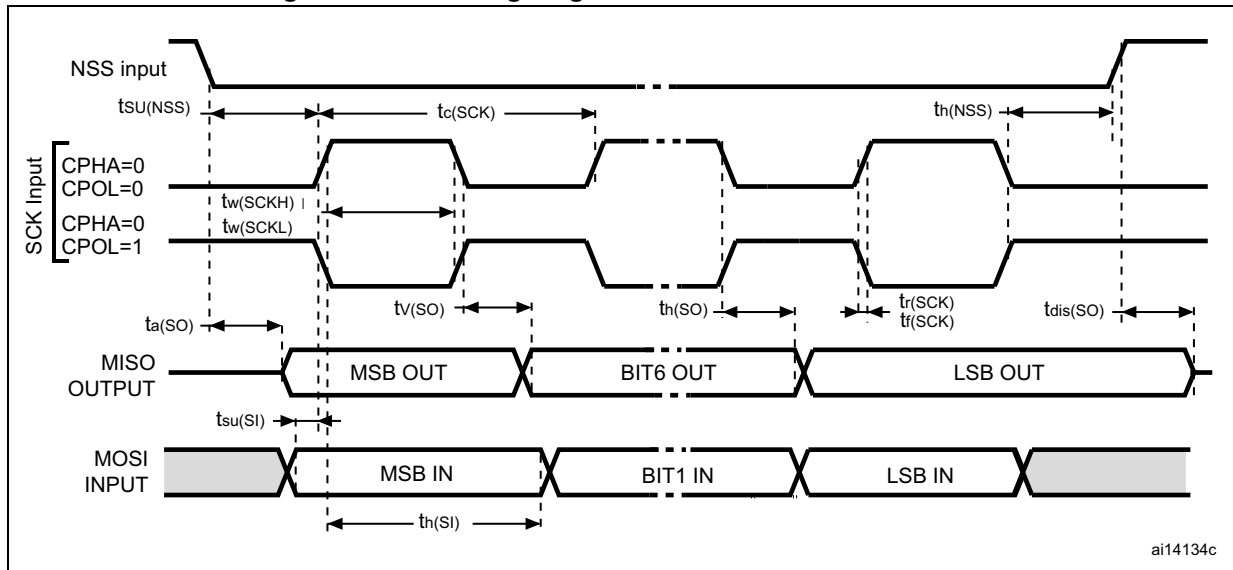 NSS input
tSU(NSS)
tc(SCK)
th(NSS)
SCK Input
CPHA=0
CPOL=0
tw(SCKH)
CPHA=0
CPOL=1
tw(SCKL)
ta(SO)
tV(SO)
th(SO)
tr(SCK)
tf(SCK)
tdis(SO)
MISO
OUTPUT
MSB OUT
BIT6 OUT
LSB OUT
tsu(SI)
MOSI
INPUT
MSB IN
BIT1 IN
LSB IN
th(SI)
ai14134c